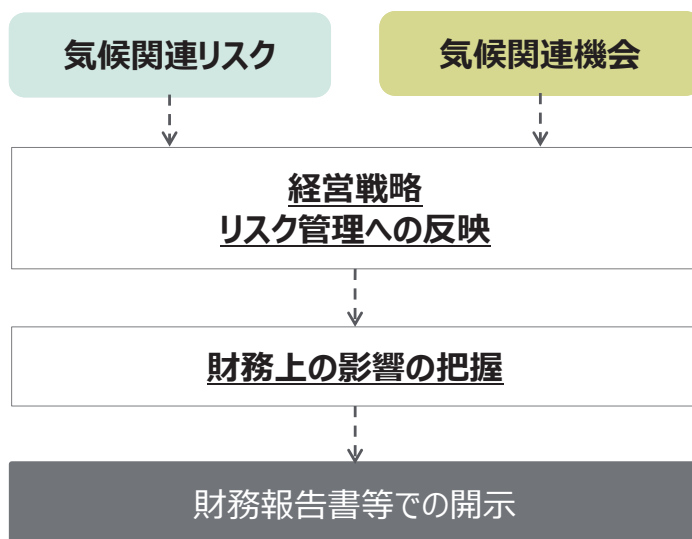 気候関連リスク
気候関連機会
経営戦略
リスク管理への反映
財務上の影響の把握
財務報告書等での開示